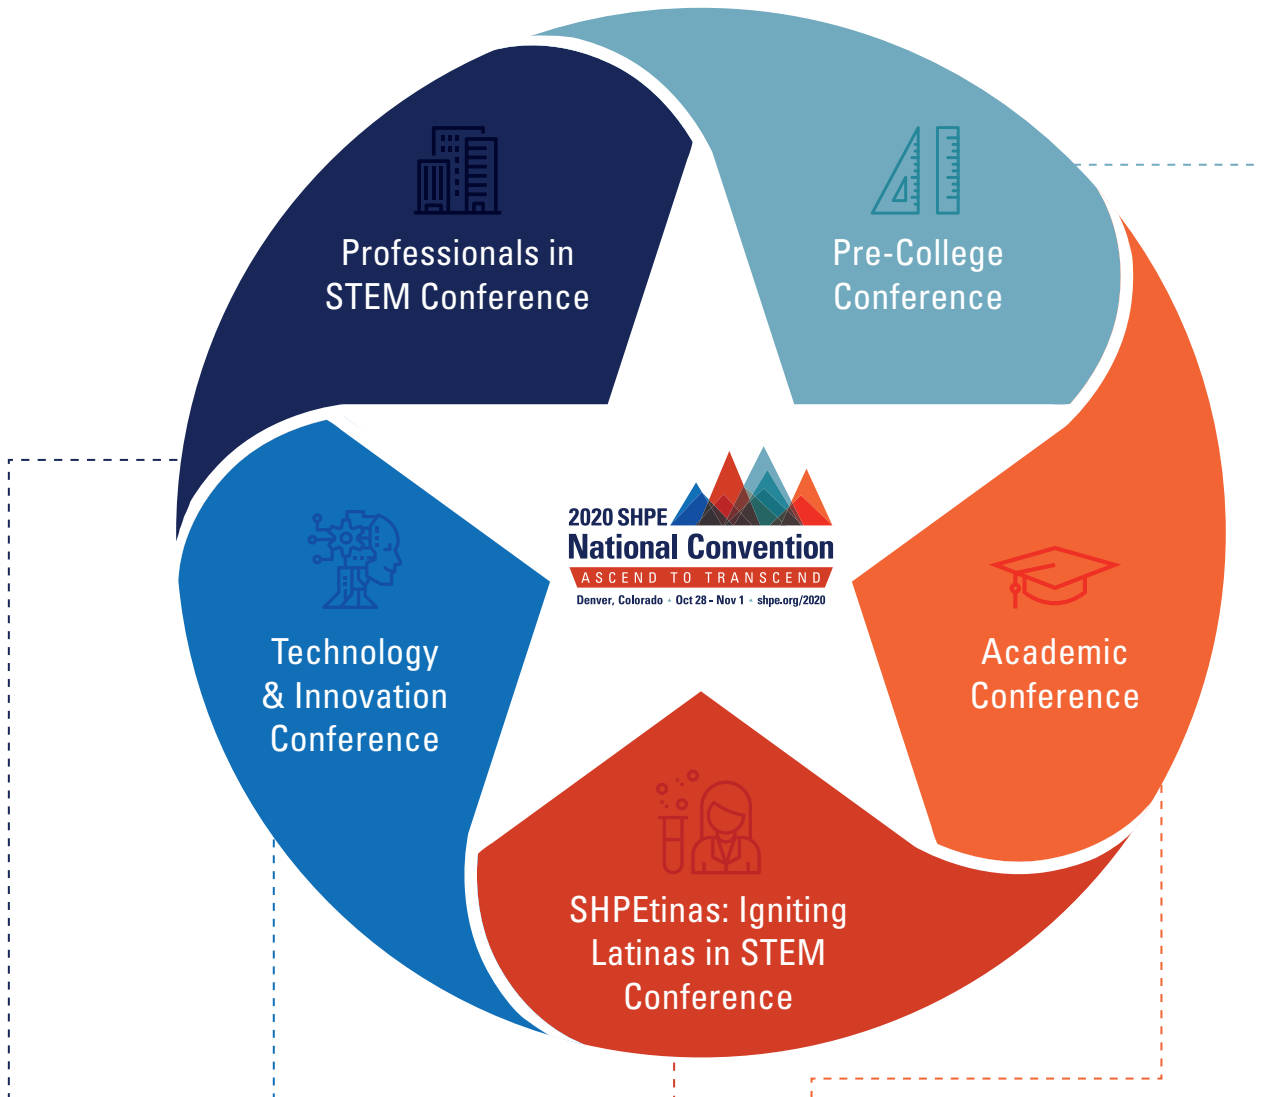 Professionals in
STEM Conference
Pre-College
Conference
2020 SHPE
National Convention
ASCEND TO TRANSCEND
Denver, Colorado • Oct 28 - Nov 1 • shpe.org/2020
Technology
& Innovation
Conference
Academic
Conference
SHPEtinas: Igniting
Latinas in STEM
Conference